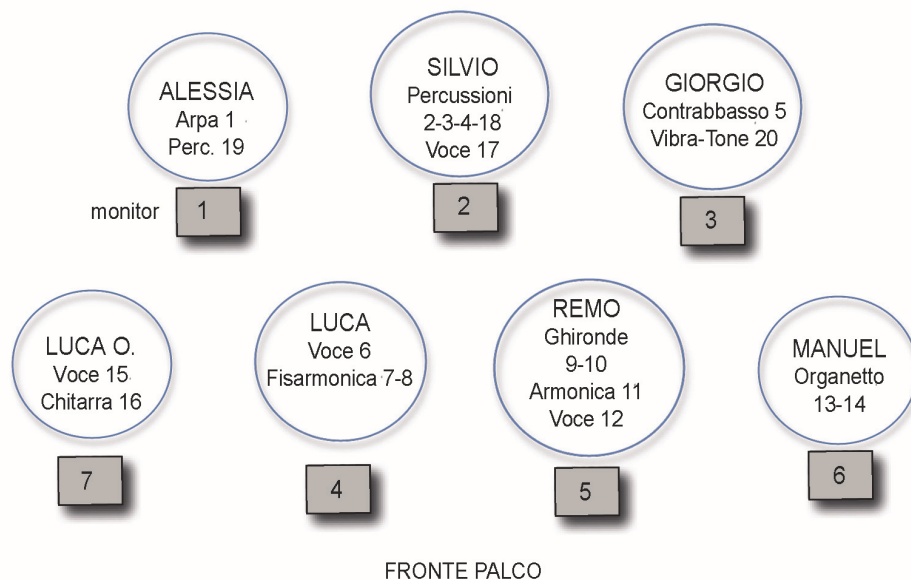 ALESSIA
Arpa 1
Perc. 19
SILVIO
Percussioni
2-3-4-18
Voce 17
GIORGIO
Contrabbasso 5
Vibra-Tone 20
monitor
1
2
3
LUCA O.
Voce 15
Chitarra 16
LUCA
Voce 6
Fisarmonica 7-8
REMO
Ghironde
9-10
Armonica 11
Voce 12
MANUEL
Organetto
13-14
7
4
5
6
FRONTE PALCO